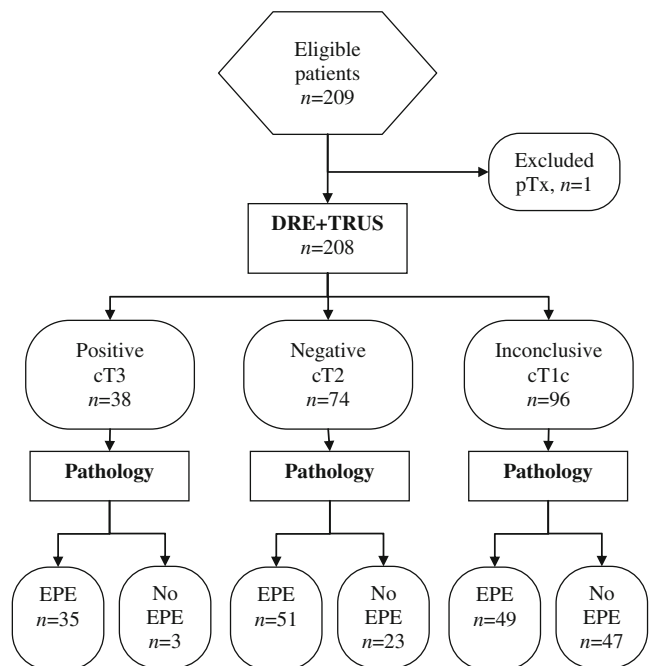 Eligible
patients
n=209
Excluded
pTx, n=1
DRE+TRUS
n=208
Positive
cT3
n=38
Negative
cT2
n=74
Inconclusive
cT1c
n=96
Pathology
Pathology
Pathology
EPE
n=35
No
EPE
n=3
EPE
n=51
No
EPE
n=23
EPE
n=49
No
EPE
n=47